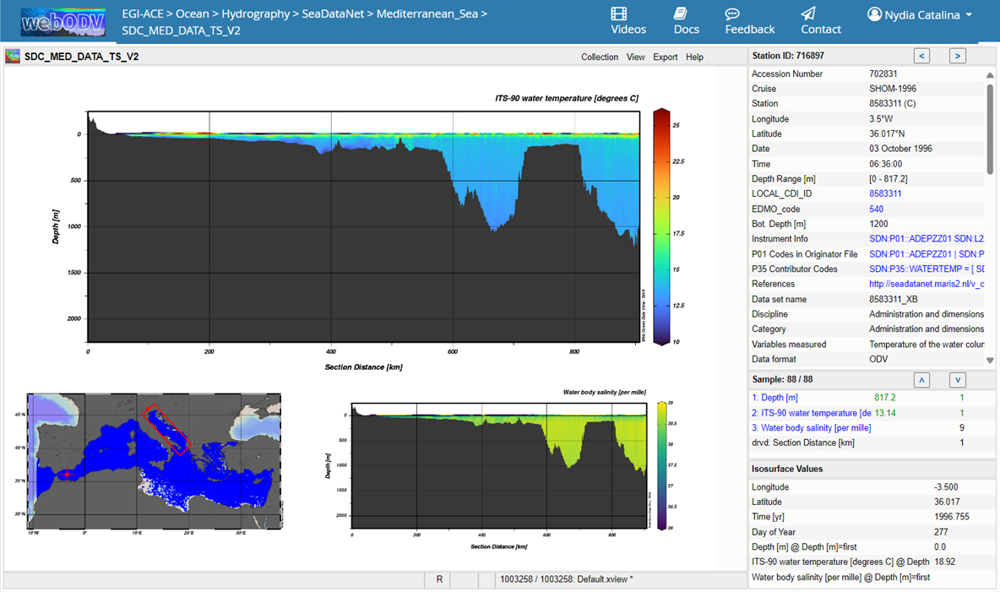 webODV
EGI-ACE > Ocean > Hydrography > SeaDataNet > Mediterranean_Sea >
SDC_MED_DATA_TS_V2
Videos
Docs
Feedback
Contact
Nydia Catalina
SDC_MED_DATA_TS_V2
Collection View Export Help
ITS-90 water temperature [degrees C]
0
500
1000
1500
2000
Depth [m]
0 200 400 600 800
Section Distance [km]
25
22.5
20
17.5
15
12.5
10
45°N
40°N
35°N
30°N
10°W 0° 10°E 20°E 30°E
Water body salinity [per mille]
0
500
1000
1500
2000
Depth [m]
0 200 400 600 800
Section Distance [km]
39
38.5
38
37.5
37
36.5
36
R
1003258 / 1003258: Default.xview *
Station ID: 716897 < >
Accession Number 702831
Cruise SHOM-1996
Station 8583311 (C)
Longitude 3.5°W
Latitude 36.017°N
Date 03 October 1996
Time 06:36:00
Depth Range [m] [0 - 817.2]
LOCAL_CDI_ID 8583311
EDMO_code 540
Bot. Depth [m] 1200
Instrument Info SDN:P01::ADEPZZ01 SDN:L2
P01 Codes in Originator File SDN:P01::ADEPZZ01 | SDN:P
P35 Contributor Codes SDN:P35::WATERTEMP = [ SD
References http://seadatanet.maris2.nl/v_c
Data set name 8583311_XB
Discipline Administration and dimensions
Category Administration and dimensions
Variables measured Temperature of the water colun
Data format ODV
Sample: 88 / 88 ʌ v
1: Depth [m] 817.2 1
2: ITS-90 water temperature [de 13.14 1
3: Water body salinity [per mille] 9
drvd: Section Distance [km] 1
Isosurface Values
Longitude -3.500
Latitude 36.017
Time [yr] 1996.755
Day of Year 277
Depth [m] @ Depth [m]=first 0.0
ITS-90 water temperature [degrees C] @ Depth 18.92
Water body salinity [per mille] @ Depth [m]=first